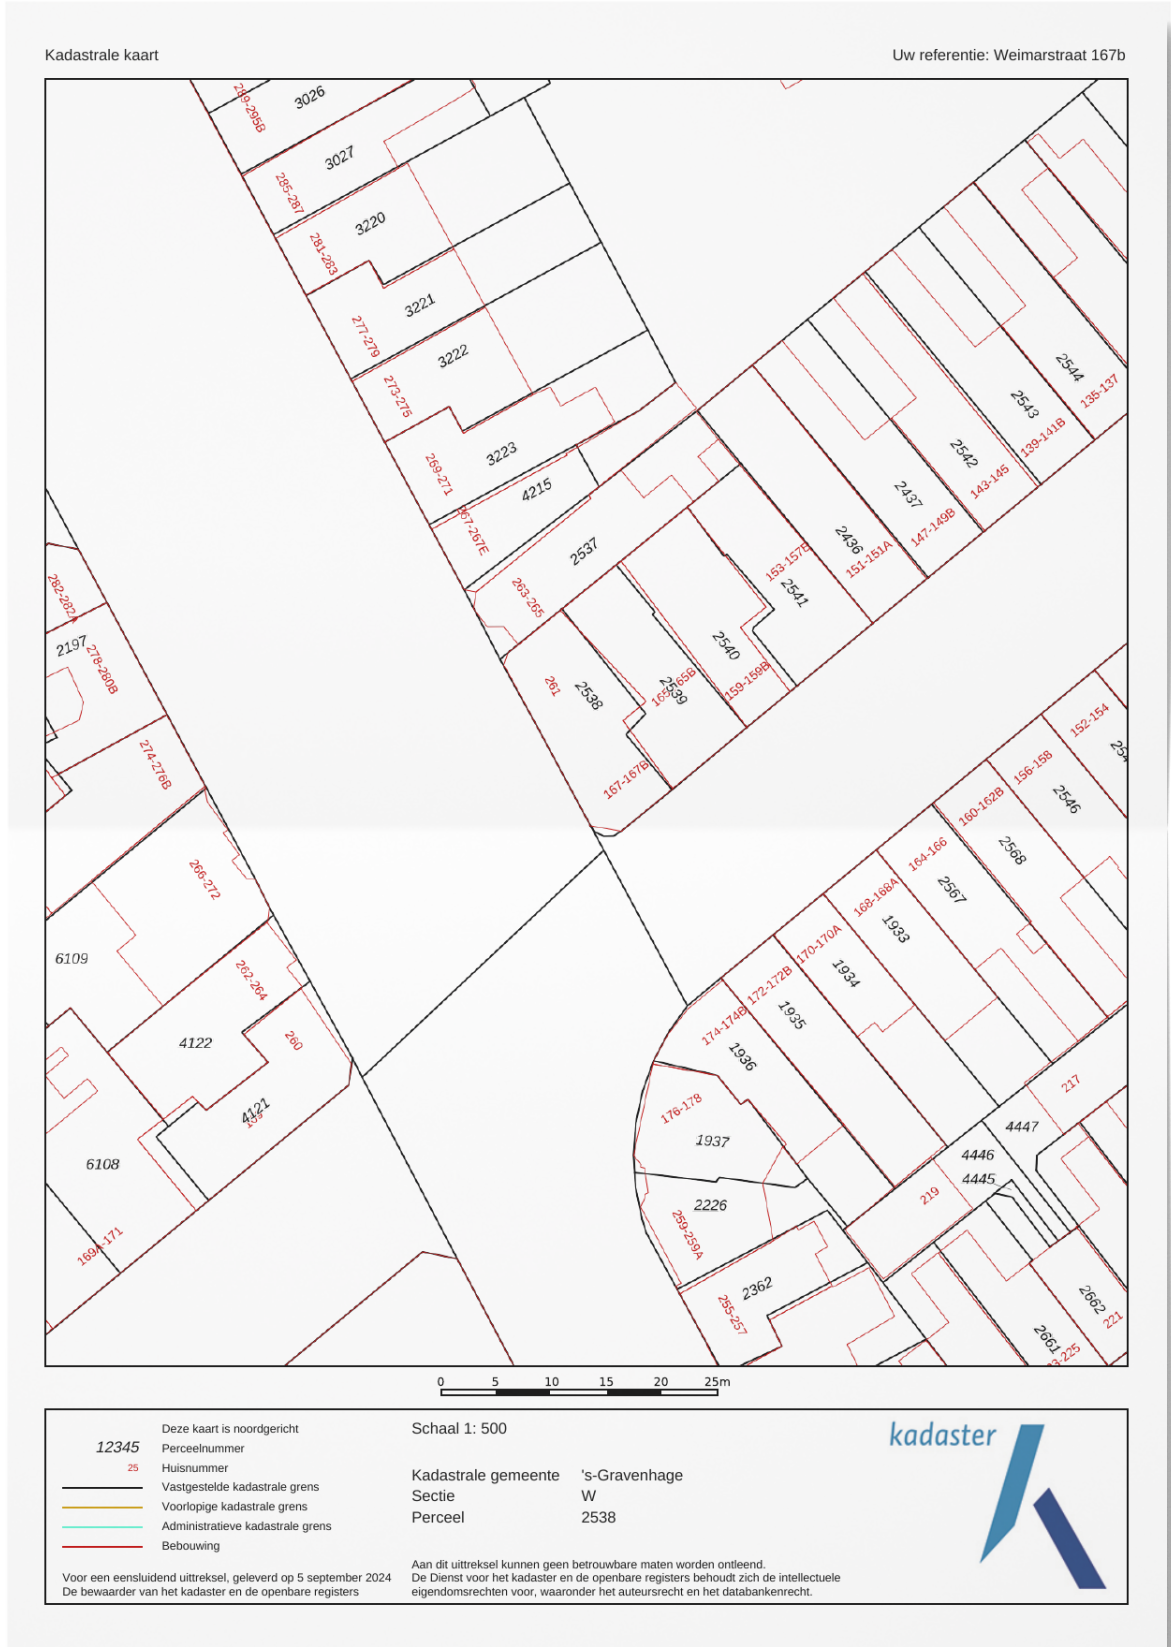 Kadastrale kaart
Uw referentie: Weimarstraat 167b
289-295B
3026
3027
285-287
3220
281-283
3221
277-279
3222
273-275
3223
269-271
4215
267-267E
2537
263-265
2544
135-137
2543
139-141B
2542
143-145
2437
147-149B
2436
151-151A
153-157B
2541
2540
159-159B
2539
261
2538
167-167B
282-282A
2197
278-280B
274-276B
266-272
6109
262-264
4122
260
4121
6108
169A-171
152-154
156-158
2546
160-162B
2568
164-166
2567
168-168A
1933
170-170A
1934
172-172B
1935
174-174B
1936
176-178
1937
217
4447
4446
4445
219
2226
259-259A
2362
255-257
2662
221
2661
0 5 10 15 20 25m
Deze kaart is noordgericht
12345 Perceelnummer
25 Huisnummer
Vastgestelde kadastrale grens
Voorlopige kadastrale grens
Administratieve kadastrale grens
Bebouwing
Voor een eensluidend uittreksel, geleverd op 5 september 2024
De bewaarder van het kadaster en de openbare registers
Schaal 1: 500
Kadastrale gemeente 's-Gravenhage
Sectie W
Perceel 2538
Aan dit uittreksel kunnen geen betrouwbare maten worden ontleend.
De Dienst voor het kadaster en de openbare registers behoudt zich de intellectuele
eigendomsrechten voor, waaronder het auteursrecht en het databankenrecht.
kadaster